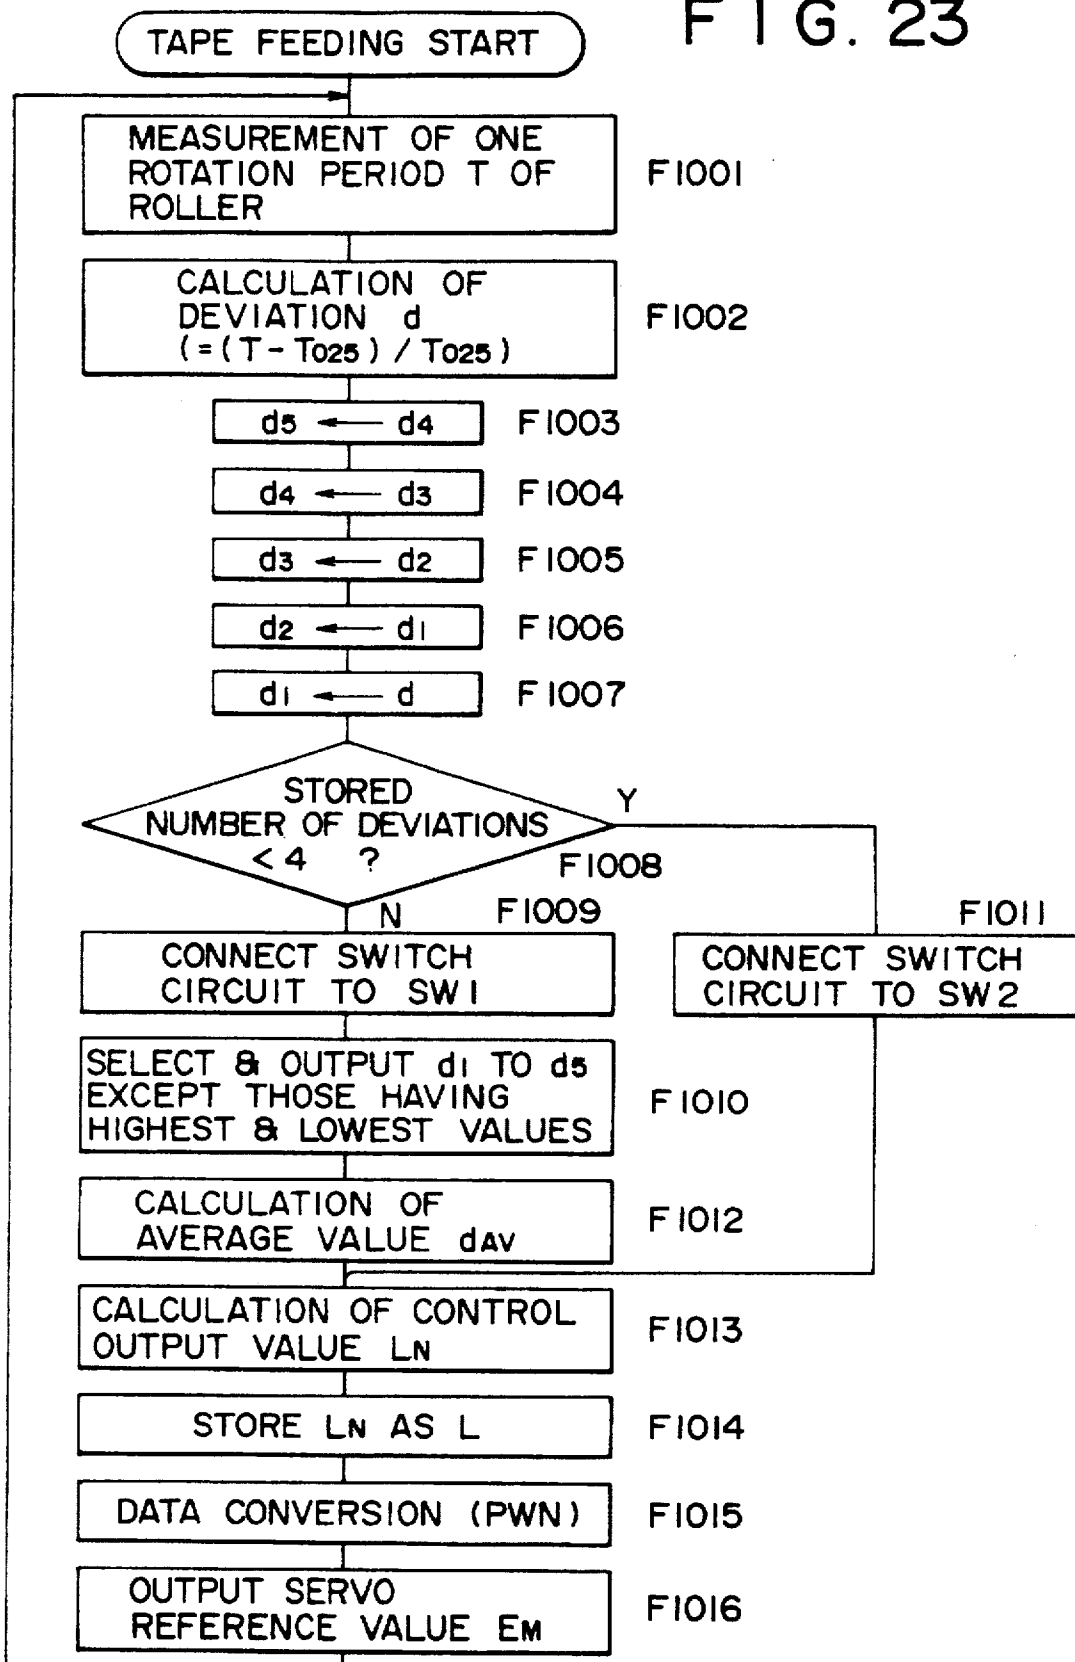 FIG. 23
TAPE FEEDING START
MEASUREMENT OF ONE
ROTATION PERIOD T OF
ROLLER
F1001
CALCULATION OF
DEVIATION d
(=(T-T025)/T025)
F1002
d5 ← d4
F1003
d4 ← d3
F1004
d3 ← d2
F1005
d2 ← d1
F1006
d1 ← d
F1007
STORED
NUMBER OF DEVIATIONS
<4 ?
Y
F1008
N
F1009
F1011
CONNECT SWITCH
CIRCUIT TO SW1
CONNECT SWITCH
CIRCUIT TO SW2
SELECT & OUTPUT d1 TO d5
EXCEPT THOSE HAVING
HIGHEST & LOWEST VALUES
F1010
CALCULATION OF
AVERAGE VALUE dAV
F1012
CALCULATION OF CONTROL
OUTPUT VALUE LN
F1013
STORE LN AS L
F1014
DATA CONVERSION (PWN)
F1015
OUTPUT SERVO
REFERENCE VALUE EM
F1016